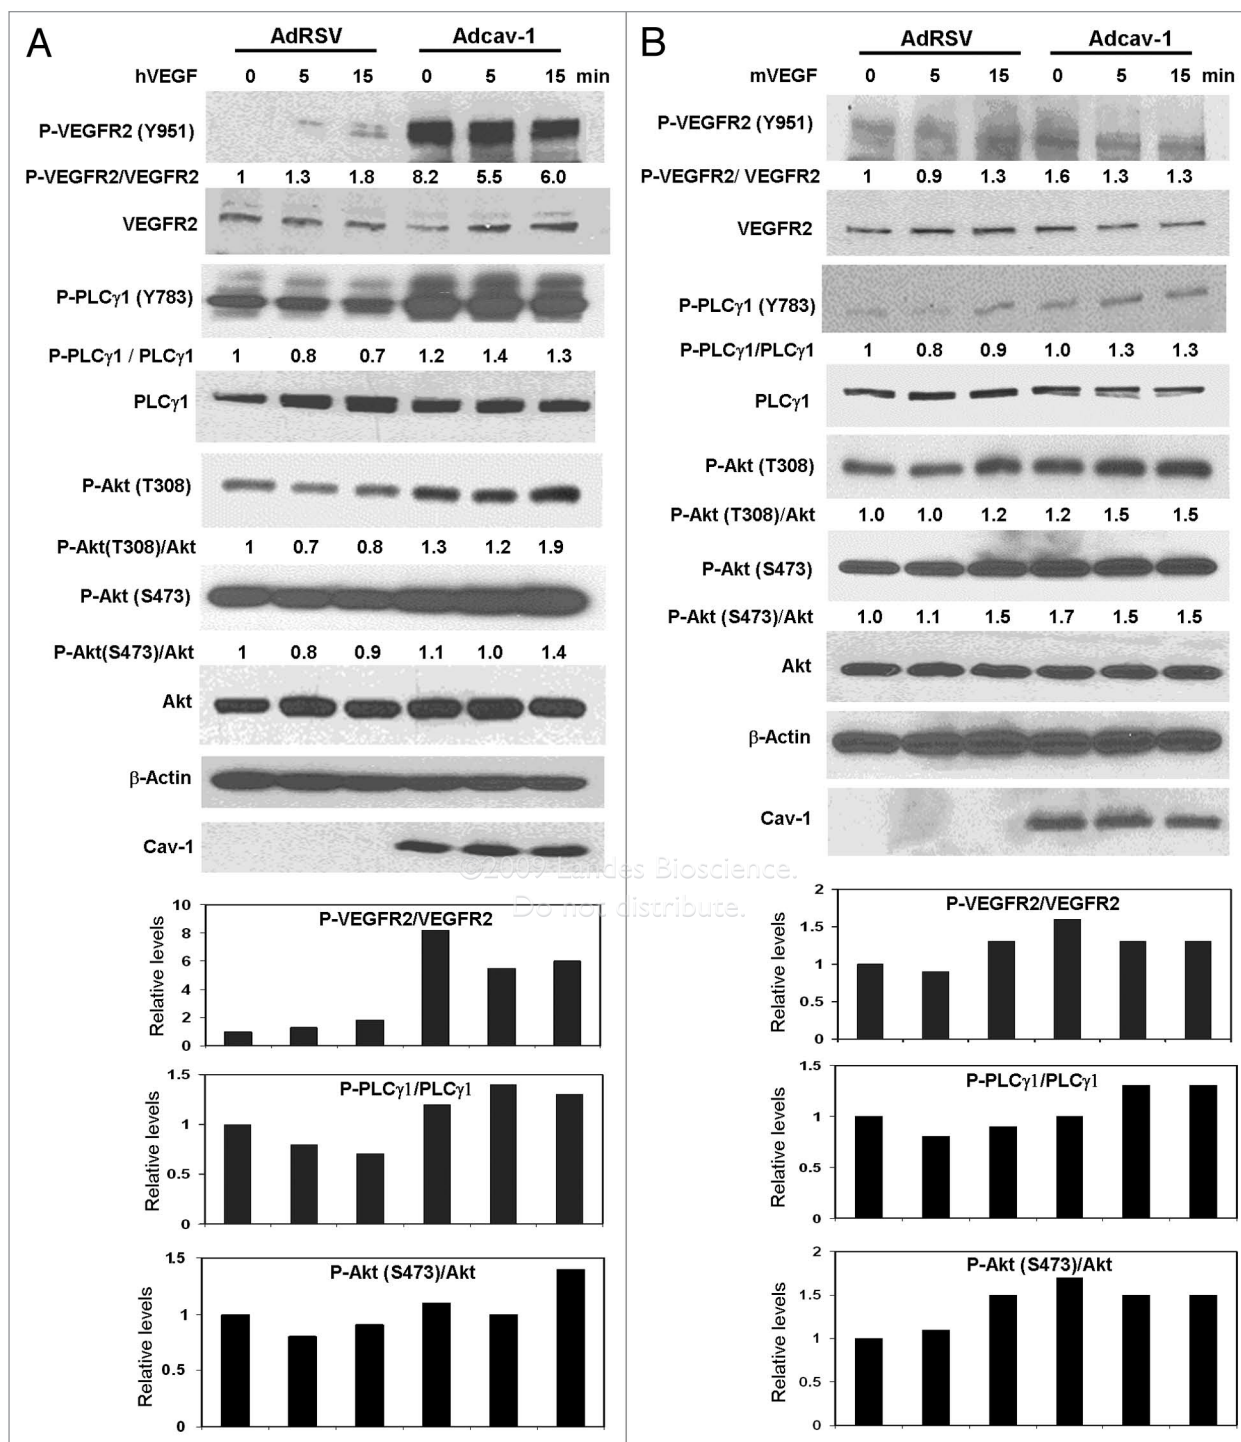 A
AdRSV Adcav-1
hVEGF 0 5 15 0 5 15 min
P-VEGFR2 (Y951)
P-VEGFR2/VEGFR2 1 1.3 1.8 8.2 5.5 6.0
VEGFR2
P-PLCγ1 (Y783)
P-PLCγ1 / PLCγ1 1 0.8 0.7 1.2 1.4 1.3
PLCγ1
P-Akt (T308)
P-Akt(T308)/Akt 1 0.7 0.8 1.3 1.2 1.9
P-Akt (S473)
P-Akt(S473)/Akt 1 0.8 0.9 1.1 1.0 1.4
Akt
β-Actin
Cav-1
P-VEGFR2/VEGFR2
Relative levels
10
8
6
4
2
0
P-PLCγ1/PLCγ1
Relative levels
1.5
1
0.5
0
P-Akt (S473)/Akt
Relative levels
1.5
1
0.5
0
B
AdRSV Adcav-1
mVEGF 0 5 15 0 5 15 min
P-VEGFR2 (Y951)
P-VEGFR2/ VEGFR2 1 0.9 1.3 1.6 1.3 1.3
VEGFR2
P-PLCγ1 (Y783)
P-PLCγ1/PLCγ1 1 0.8 0.9 1.0 1.3 1.3
PLCγ1
P-Akt (T308)
P-Akt (T308)/Akt 1.0 1.0 1.2 1.2 1.5 1.5
P-Akt (S473)
P-Akt (S473)/Akt 1.0 1.1 1.5 1.7 1.5 1.5
Akt
β-Actin
Cav-1
P-VEGFR2/VEGFR2
Relative levels
2
1.5
1
0.5
0
P-PLCγ1/PLCγ1
Relative levels
1.5
1
0.5
0
P-Akt (S473)/Akt
Relative levels
2
1.5
1
0.5
0
©2009 Landes Bioscience.
Do not distribute.